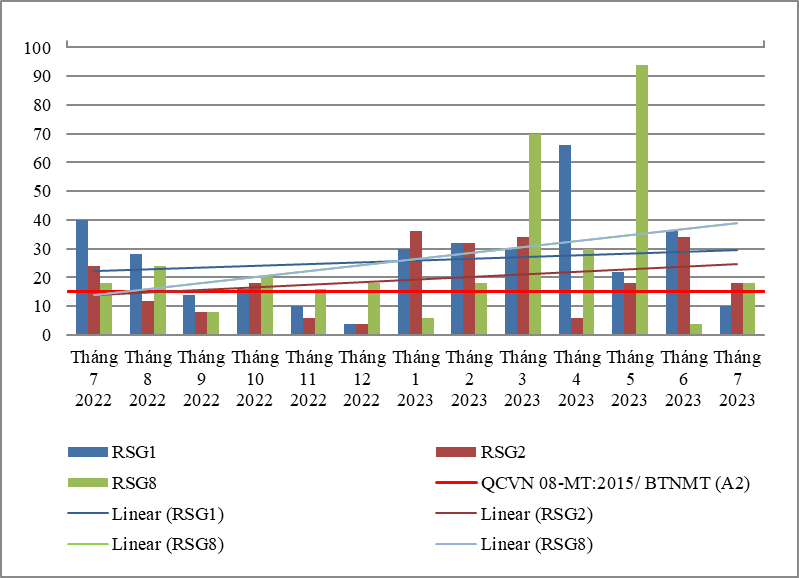 100
90
80
70
60
50
40
30
20
10
0
Tháng Tháng Tháng Tháng Tháng Tháng Tháng Tháng Tháng Tháng Tháng Tháng Tháng
7 8 9 10 11 12 1 2 3 4 5 6 7
2022 2022 2022 2022 2022 2022 2023 2023 2023 2023 2023 2023 2023
RSG1 RSG2
RSG8 QCVN 08-MT:2015/ BTNMT (A2)
Linear (RSG1) Linear (RSG2)
Linear (RSG8) Linear (RSG8)